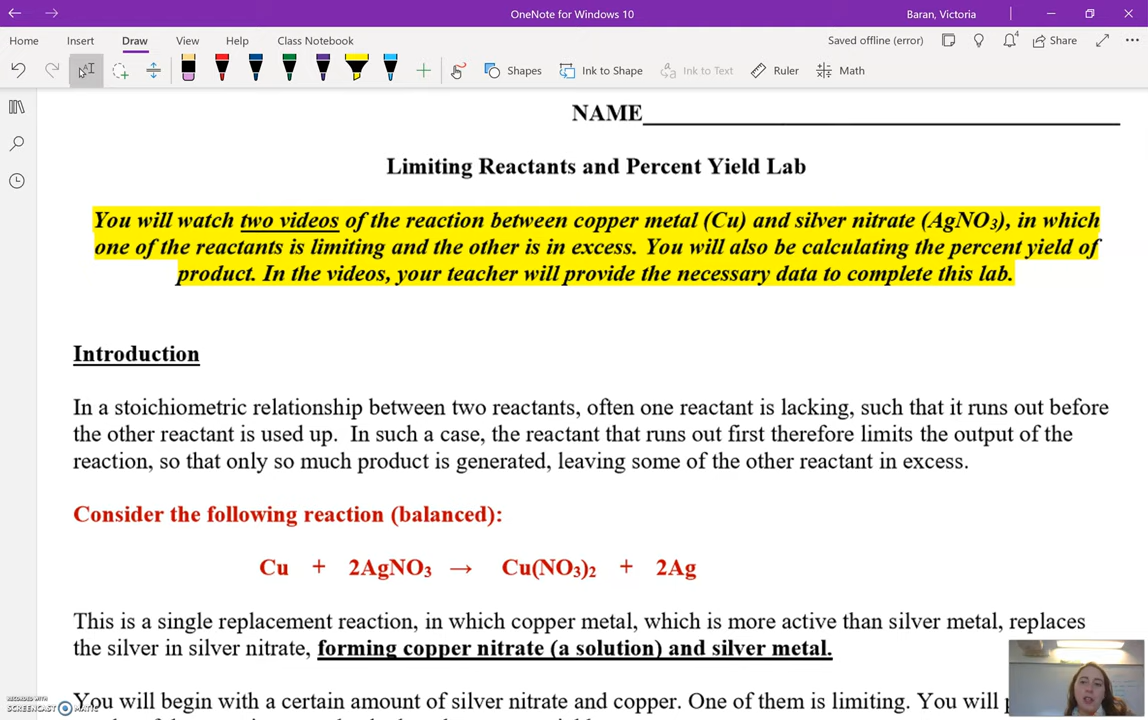 OneNote for Windows 10
Baran, Victoria
Home Insert Draw View Help Class Notebook
Saved offline (error) 4 Share
Shapes Ink to Shape Ink to Text Ruler Math
NAME
Limiting Reactants and Percent Yield Lab
You will watch two videos of the reaction between copper metal (Cu) and silver nitrate (AgNO3), in which
one of the reactants is limiting and the other is in excess. You will also be calculating the percent yield of
product. In the videos, your teacher will provide the necessary data to complete this lab.
Introduction
In a stoichiometric relationship between two reactants, often one reactant is lacking, such that it runs out before
the other reactant is used up. In such a case, the reactant that runs out first therefore limits the output of the
reaction, so that only so much product is generated, leaving some of the other reactant in excess.
Consider the following reaction (balanced):
Cu + 2AgNO3 → Cu(NO3)2 + 2Ag
This is a single replacement reaction, in which copper metal, which is more active than silver metal, replaces
the silver in silver nitrate, forming copper nitrate (a solution) and silver metal.
You will begin with a certain amount of silver nitrate and copper. One of them is limiting. You will
RECORDED WITH
SCREENCAST MATIC